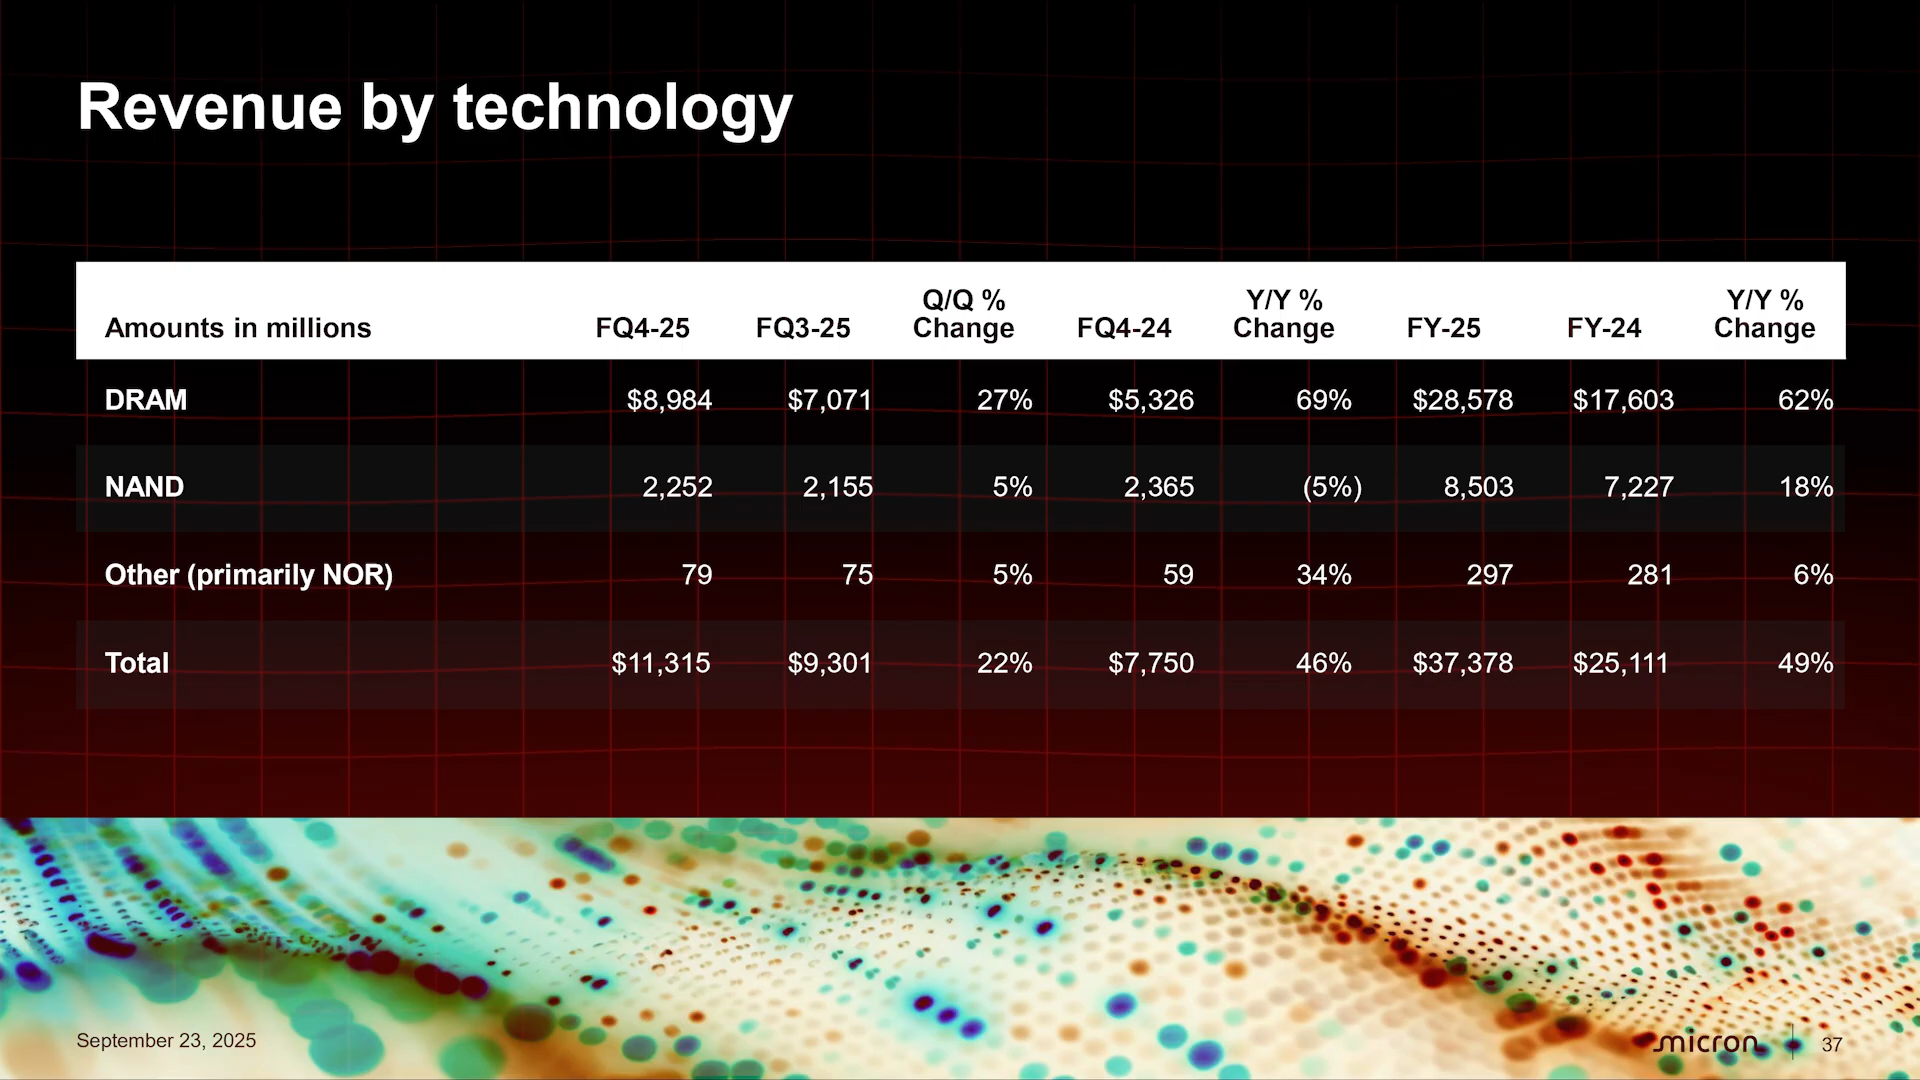 Revenue by technology
Amounts in millions FQ4-25 FQ3-25 Q/Q % Change FQ4-24 Y/Y % Change FY-25 FY-24 Y/Y % Change
DRAM $8,984 $7,071 27% $5,326 69% $28,578 $17,603 62%
NAND 2,252 2,155 5% 2,365 (5%) 8,503 7,227 18%
Other (primarily NOR) 79 75 5% 59 34% 297 281 6%
Total $11,315 $9,301 22% $7,750 46% $37,378 $25,111 49%
September 23, 2025
micron 37